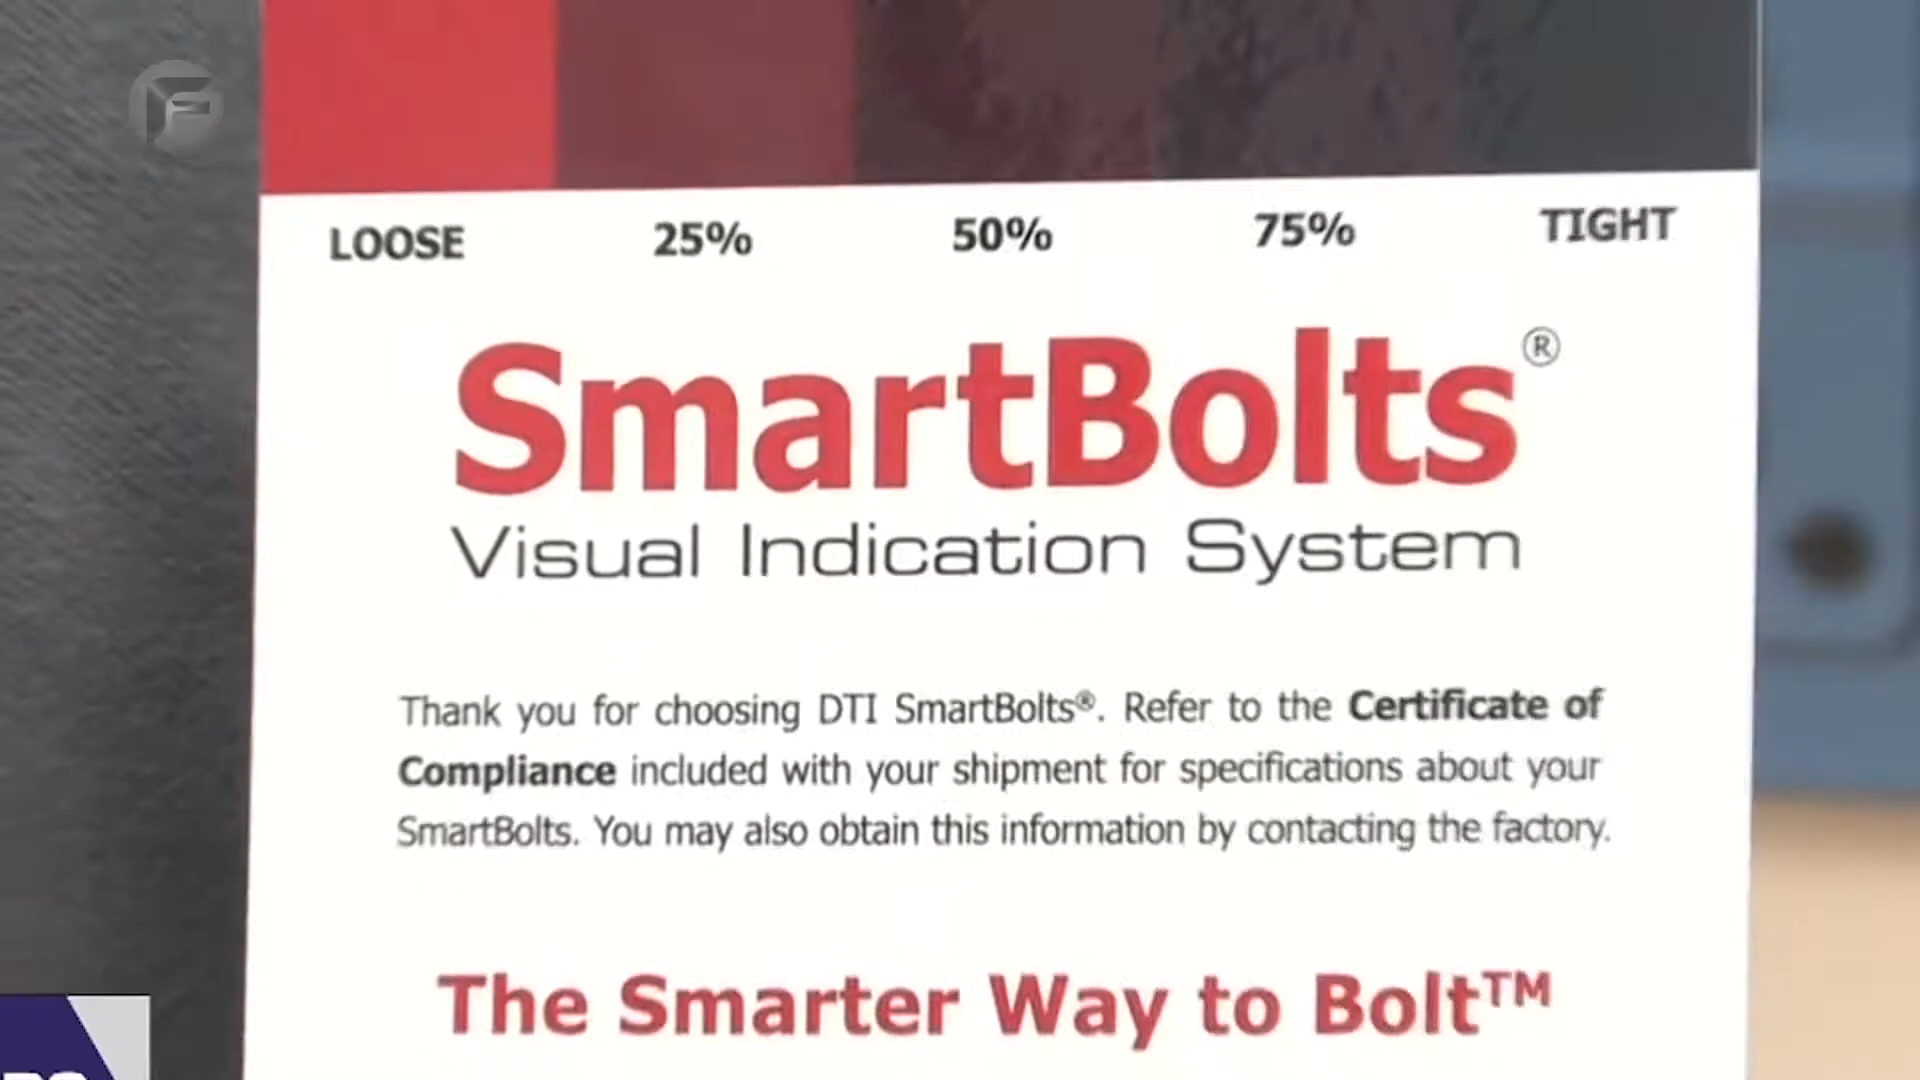 LOOSE 25% 50% 75% TIGHT
SmartBolts®
Visual Indication System
Thank you for choosing DTI SmartBolts®. Refer to the Certificate of
Compliance included with your shipment for specifications about your
SmartBolts. You may also obtain this information by contacting the factory.
The Smarter Way to Bolt™